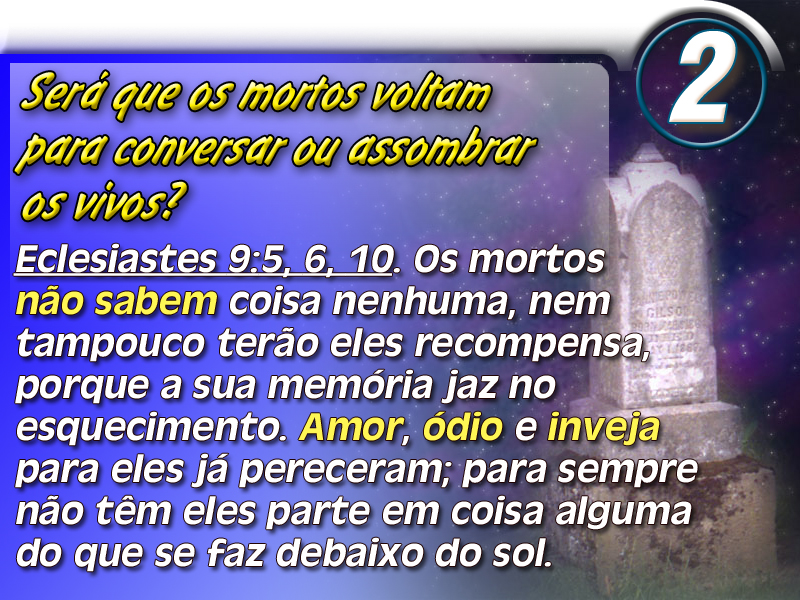 2
Será que os mortos voltam
para conversar ou assombrar
os vivos?
Eclesiastes 9:5, 6, 10. Os mortos
não sabem coisa nenhuma, nem
tampouco terão eles recompensa,
porque a sua memória jaz no
esquecimento. Amor, ódio e inveja
para eles já pereceram; para sempre
não têm eles parte em coisa alguma
do que se faz debaixo do sol.
GILSON